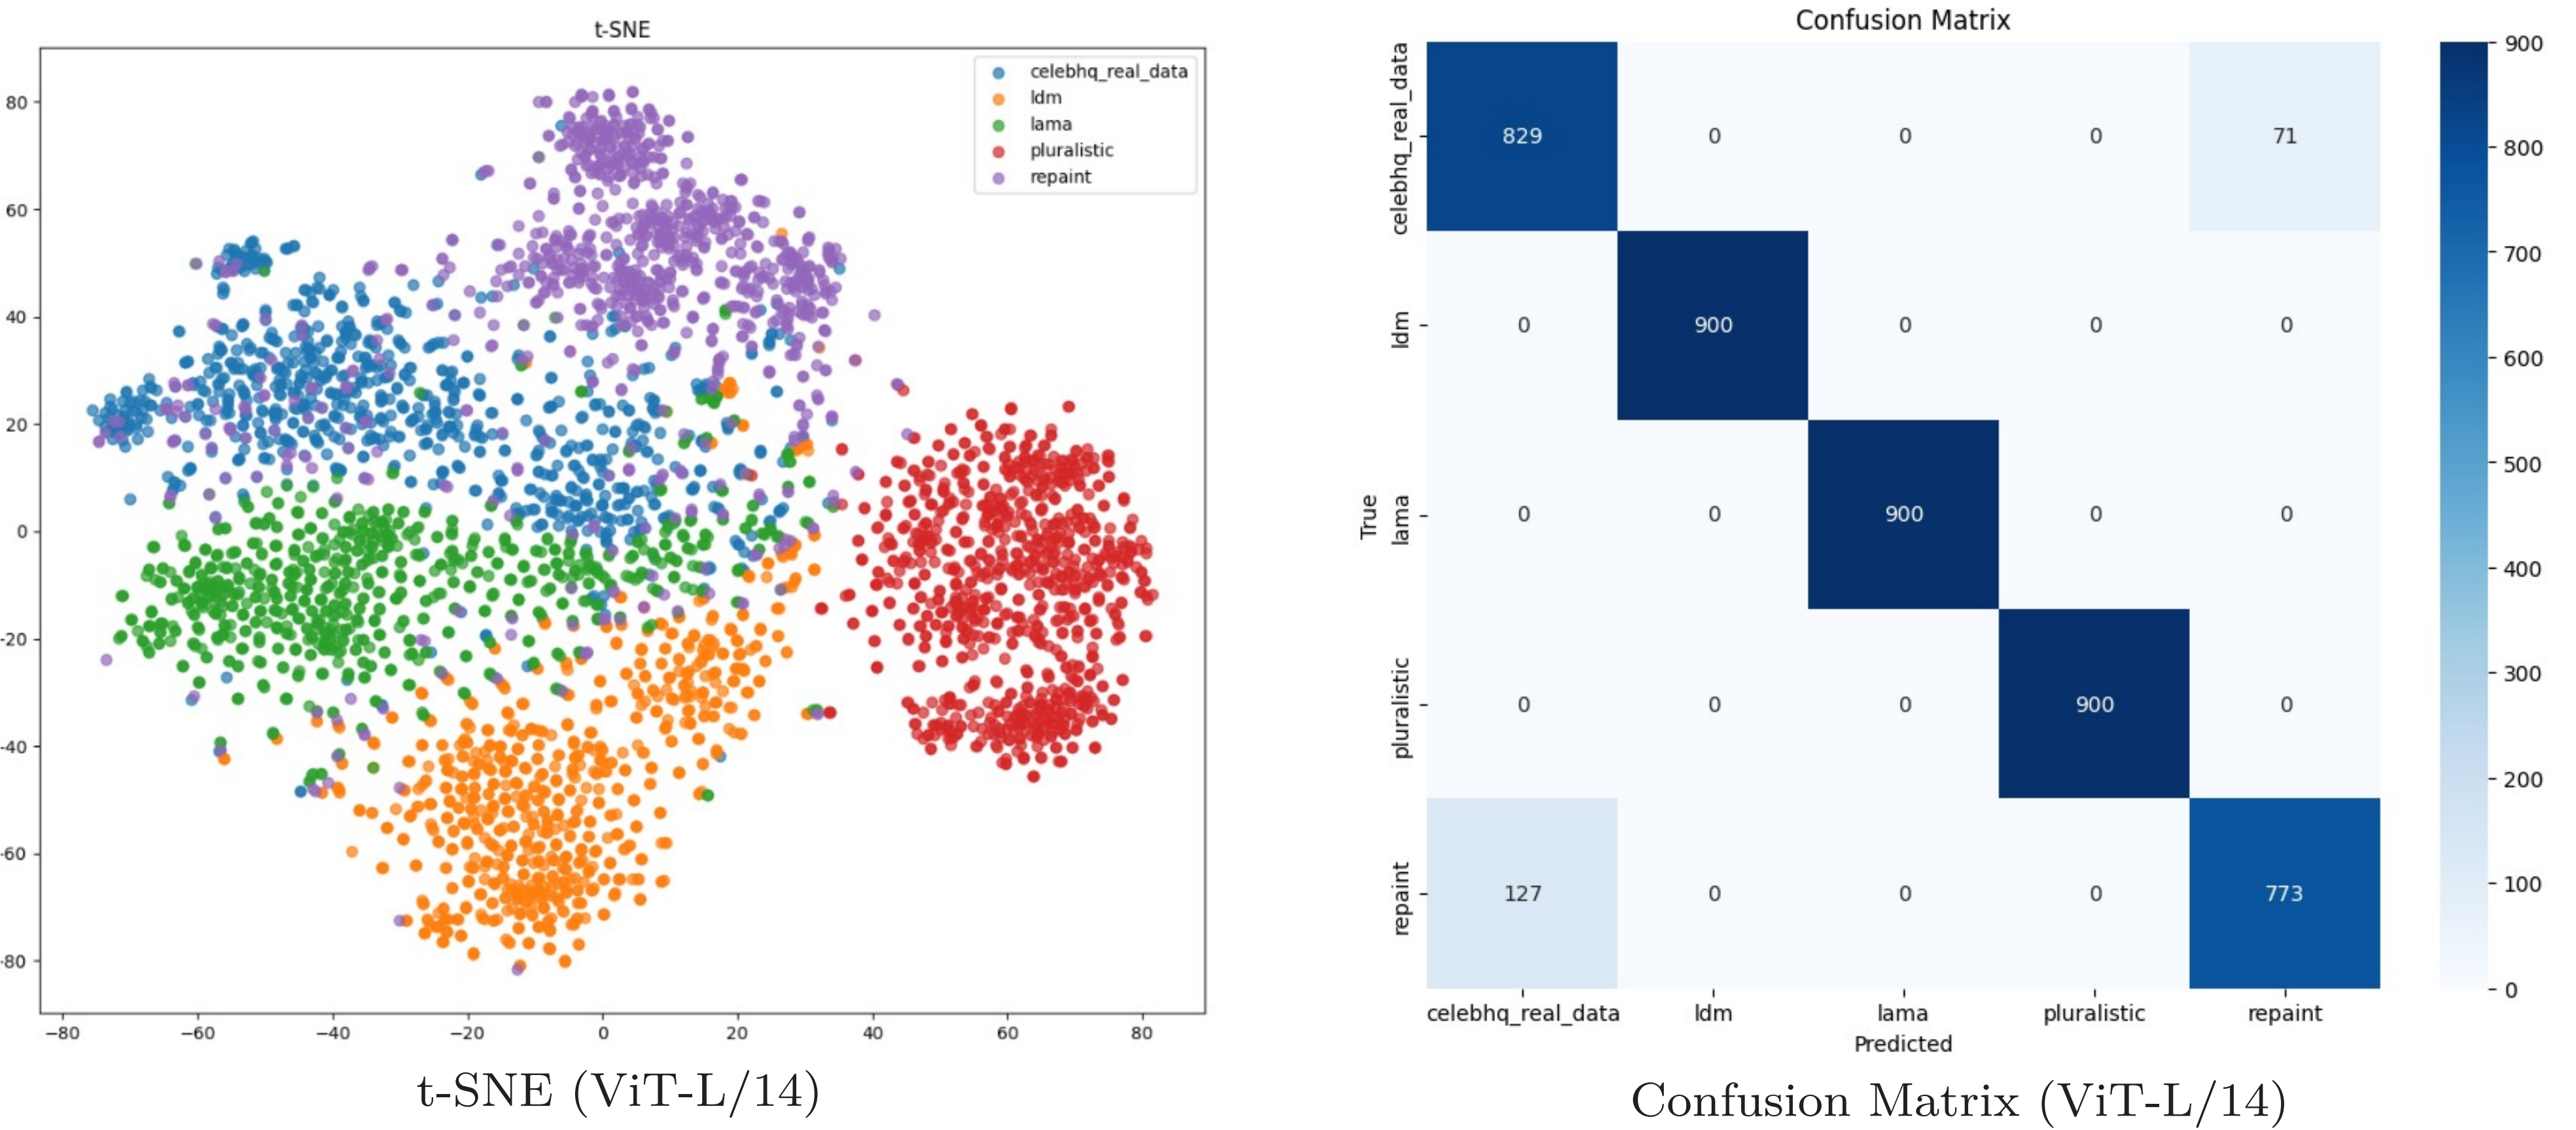 t-SNE
celebhq_real_data
ldm
lama
pluralistic
repaint
80
60
40
20
0
-20
-40
-60
-80
−80 −60 −40 −20 0 20 40 60 80
t-SNE (ViT-L/14)
Confusion Matrix
True
celebhq_real_data
829 0 0 0 71
ldm
0 900 0 0 0
lama
0 0 900 0 0
pluralistic
0 0 0 900 0
repaint
127 0 0 0 773
celebhq_real_data ldm lama pluralistic repaint
Predicted
900
800
700
600
500
400
300
200
100
0
Confusion Matrix (ViT-L/14)